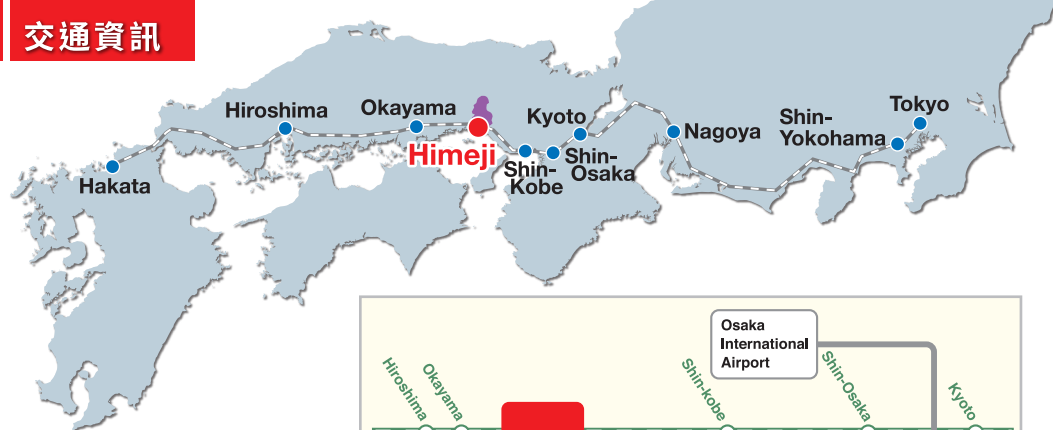 交通資訊
Hiroshima
Okayama
Kyoto
Nagoya
Shin-
Yokohama
Tokyo
Hakata
Himeji
Shin-
Kobe
Shin-
Osaka
Osaka
International
Airport
Hiroshima
Okayama
Shin-kobe
Shin-Osaka
Kyoto